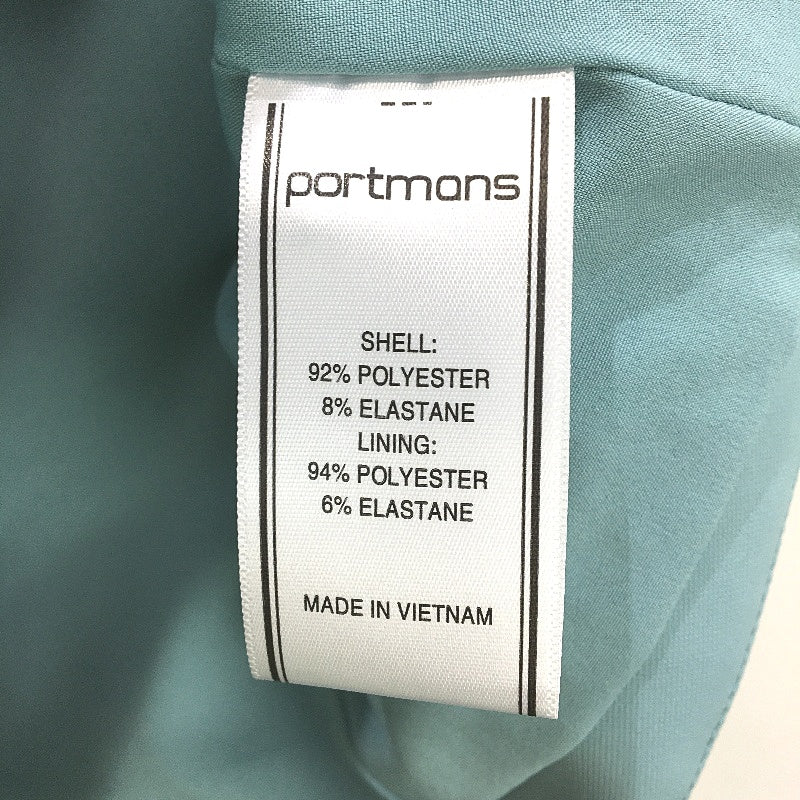 portmans
SHELL:
92% POLYESTER
8% ELASTANE
LINING:
94% POLYESTER
6% ELASTANE
MADE IN VIETNAM